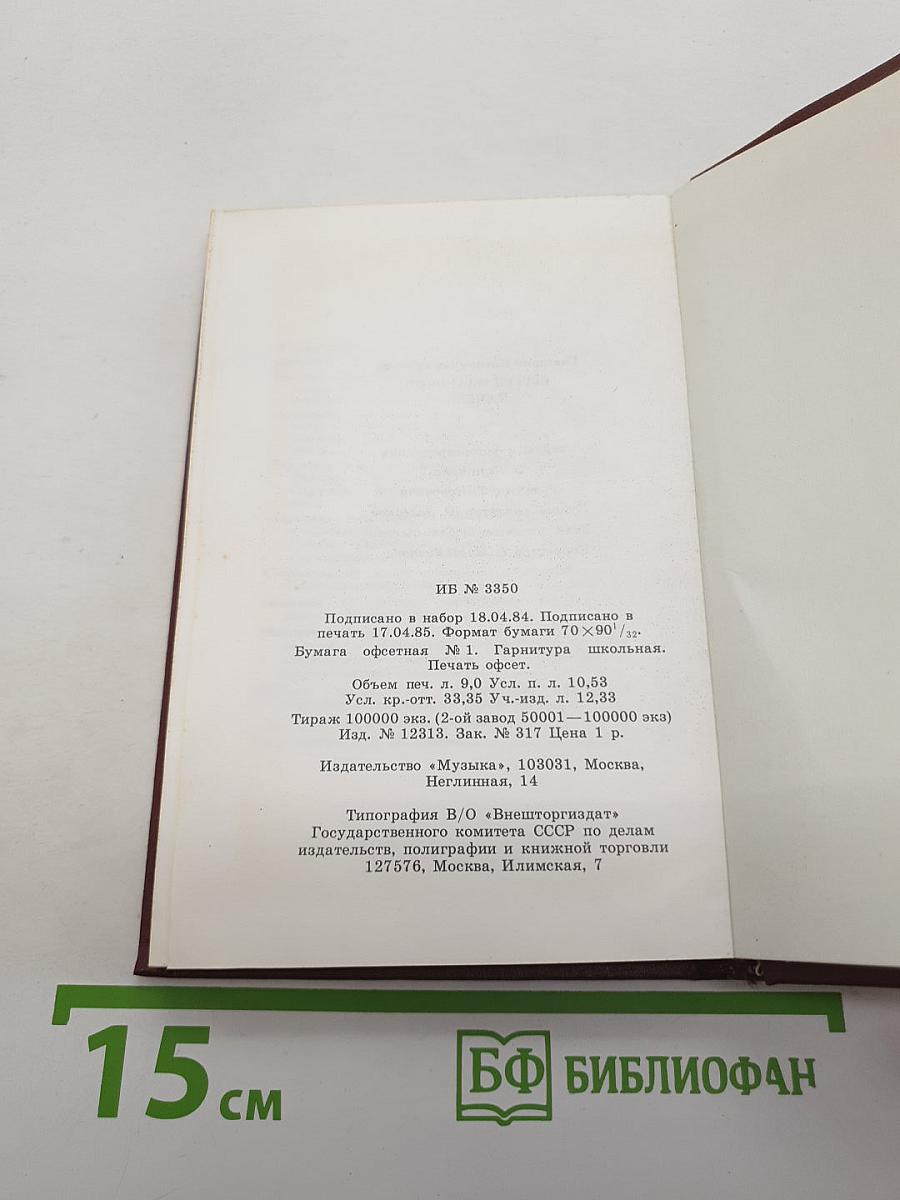 ИБ № 3350
Подписано в набор 18.04.84. Подписано в
печать 17.04.85. Формат бумаги 70×90¹/₃₂.
Бумага офсетная № 1. Гарнитура школьная.
Печать офсет.
Объем печ. л. 9,0 Усл. п. л. 10,53
Усл. кр.-отт. 33,35 Уч.-изд. л. 12,33
Тираж 100000 экз. (2-ой завод 50001—100000 экз)
Изд. № 12313. Зак. № 317 Цена 1 р.
Издательство «Музыка», 103031, Москва,
Неглинная, 14
Типография В/О «Внешторгиздат»
Государственного комитета СССР по делам
издательств, полиграфии и книжной торговли
127576, Москва, Илимская, 7
15 см
БФ БИБЛИОФАН